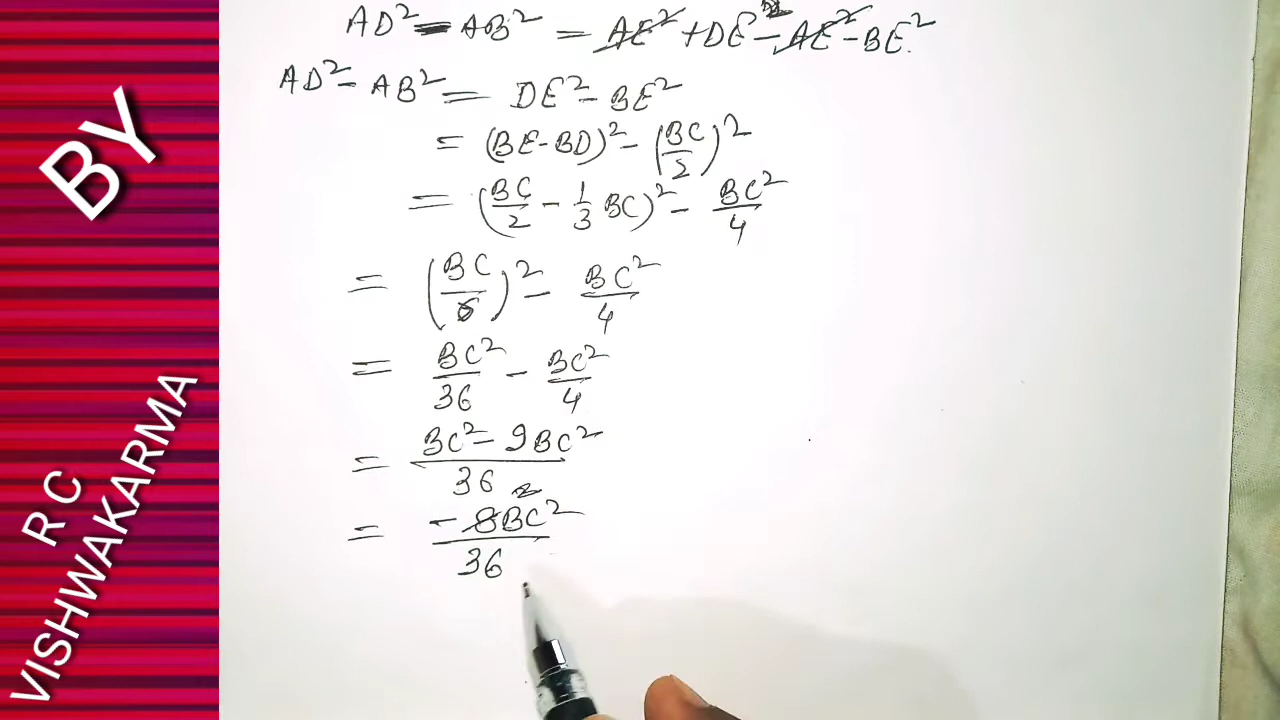 BY
R C
VISHWAKARMA
AD² - AB² = AE² + DE² - AE² - BE².
AD² - AB² = DE² - BE²
= (BE - BD)² - (BC/2)²
= (BC/2 - 1/3 BC)² - BC²/4
= (BC/6)² - BC²/4
= BC²/36 - BC²/4
= BC² - 9BC²/36
= -8BC²/36
2